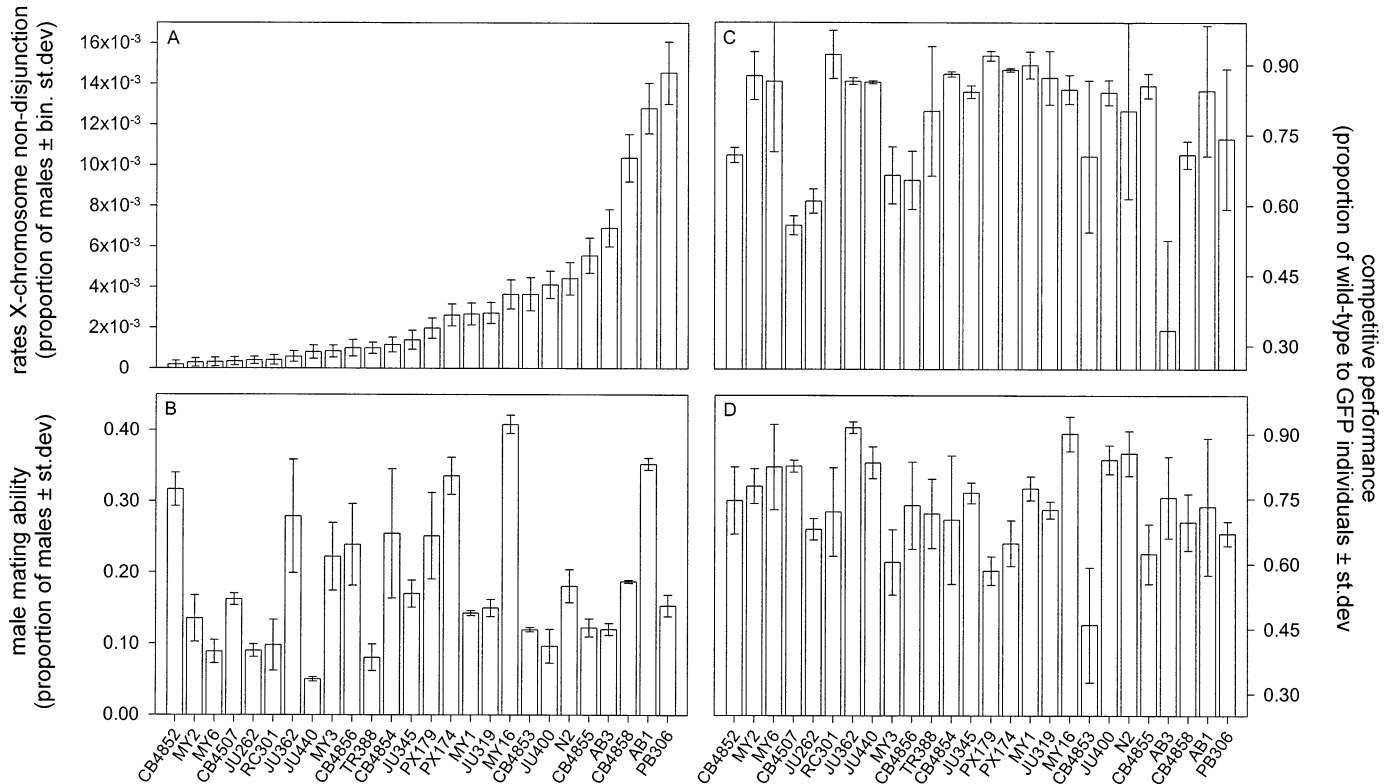 rates X-chromosome non-disjunction
(proportion of males ± bin. st.dev)
A
16x10-3
14x10-3
12x10-3
10x10-3
8x10-3
6x10-3
4x10-3
2x10-3
0
C
0.90
0.75
0.60
0.45
0.30
male mating ability
(proportion of males ± st.dev)
B
0.40
0.30
0.20
0.10
0.00
D
0.90
0.75
0.60
0.45
0.30
competitive performance
(proportion of wild-type to GFP individuals ± st.dev
CB4852
MY2
MY6
CB4507
JU262
RC301
JU362
JU440
MY3
CB4856
TR388
CB4854
JU345
PX179
PX174
MY1
JU319
MY16
CB4853
JU400
N2
CB4855
AB3
CB4858
AB1
PB306
CB4852
MY2
MY6
CB4507
JU262
RC301
JU362
JU440
MY3
CB4856
TR388
CB4854
JU345
PX179
PX174
MY1
JU319
MY16
CB4853
JU400
N2
CB4855
AB3
CB4858
AB1
PB306